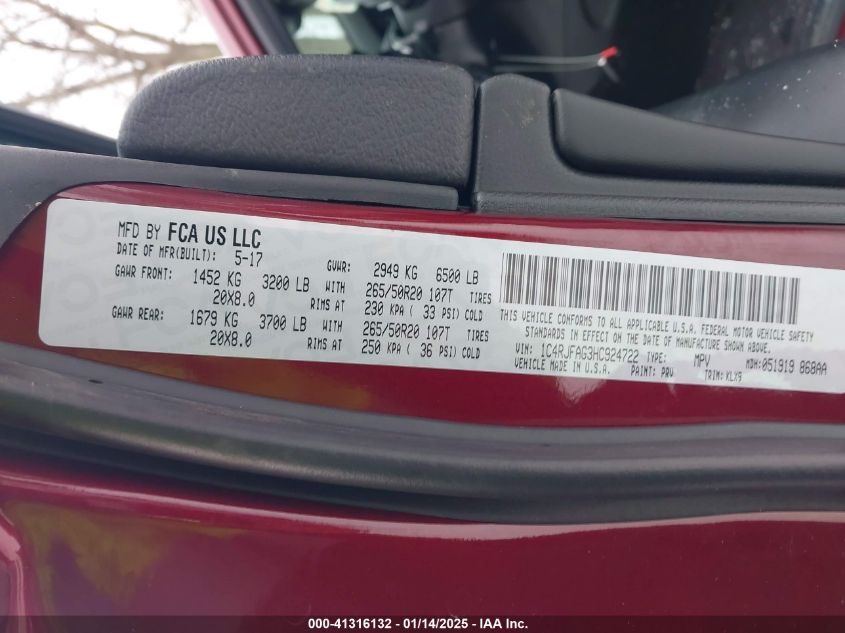 MFD BY FCA US LLC
DATE OF MFR(BUILT): 5-17 GVWR: 2949 KG 6500 LB
GAWR FRONT: 1452 KG 3200 LB WITH 265/50R20 107T TIRES
20X8.0 RIMS AT 230 KPA ( 33 PSI) COLD
GAWR REAR: 1679 KG 3700 LB WITH 265/50R20 107T TIRES
20X8.0 RIMS AT 250 KPA ( 36 PSI) COLD
THIS VEHICLE CONFORMS TO ALL APPLICABLE U.S.A. FEDERAL MOTOR VEHICLE SAFETY
STANDARDS IN EFFECT ON THE DATE OF MANUFACTURE SHOWN ABOVE.
VIN: 1C4RJFAG3HC924722 TYPE: MPV MDH:051919 868AA
VEHICLE MADE IN U.S.A. PAINT: PRV TRIM: KLX9
000-41316132 - 01/14/2025 - IAA Inc.